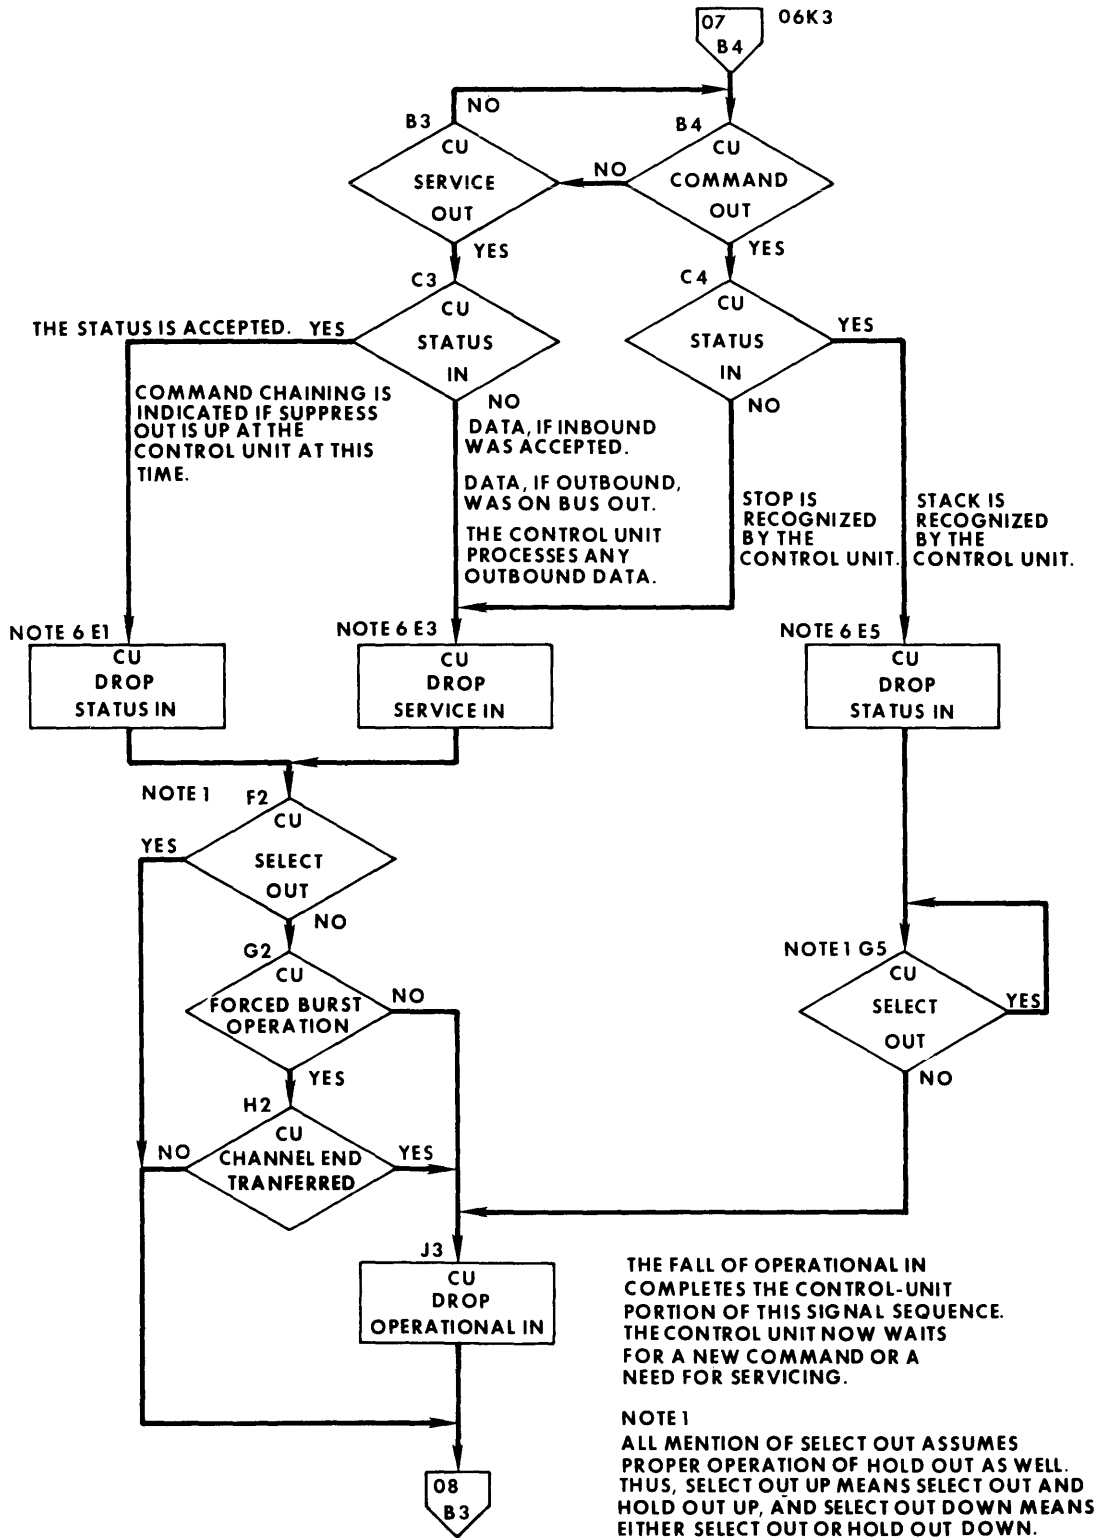 07
B4
06K3
NO
B3
CU
SERVICE
OUT
NO
B4
CU
COMMAND
OUT
YES
YES
C3
CU
STATUS
IN
C4
CU
STATUS
IN
THE STATUS IS ACCEPTED. YES
YES
NO
NO
COMMAND CHAINING IS
INDICATED IF SUPPRESS
OUT IS UP AT THE
CONTROL UNIT AT THIS
TIME.
DATA, IF INBOUND
WAS ACCEPTED.
DATA, IF OUTBOUND,
WAS ON BUS OUT.
THE CONTROL UNIT
PROCESSES ANY
OUTBOUND DATA.
STOP IS
RECOGNIZED
BY THE
CONTROL UNIT.
STACK IS
RECOGNIZED
BY THE
CONTROL UNIT.
NOTE 6 E1
CU
DROP
STATUS IN
NOTE 6 E3
CU
DROP
SERVICE IN
NOTE 6 E5
CU
DROP
STATUS IN
NOTE 1
F2
CU
SELECT
OUT
YES
NO
G2
CU
FORCED BURST
OPERATION
NO
YES
NOTE 1 G5
CU
SELECT
OUT
YES
NO
H2
CU
CHANNEL END
TRANFERRED
NO
YES
J3
CU
DROP
OPERATIONAL IN
THE FALL OF OPERATIONAL IN
COMPLETES THE CONTROL-UNIT
PORTION OF THIS SIGNAL SEQUENCE.
THE CONTROL UNIT NOW WAITS
FOR A NEW COMMAND OR A
NEED FOR SERVICING.
NOTE 1
ALL MENTION OF SELECT OUT ASSUMES
PROPER OPERATION OF HOLD OUT AS WELL.
THUS, SELECT OUT UP MEANS SELECT OUT AND
HOLD OUT UP, AND SELECT OUT DOWN MEANS
EITHER SELECT OUT OR HOLD OUT DOWN.
08
B3